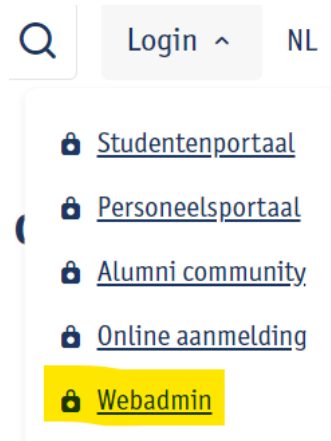 Login NL
Studentenportaal
Personeelsportaal
Alumni community
Online aanmelding
Webadmin